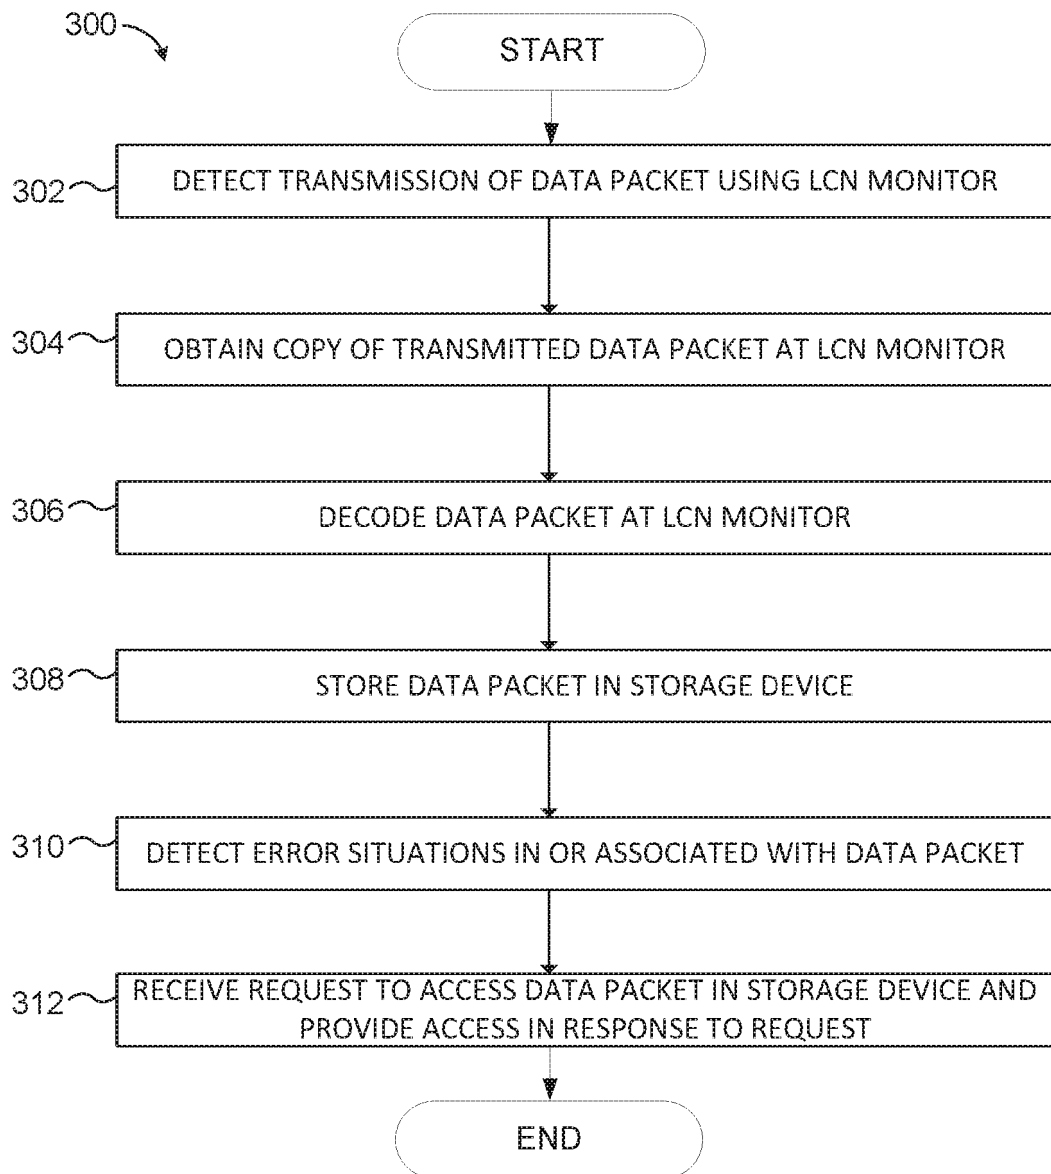 300
START
302
DETECT TRANSMISSION OF DATA PACKET USING LCN MONITOR
304
OBTAIN COPY OF TRANSMITTED DATA PACKET AT LCN MONITOR
306
DECODE DATA PACKET AT LCN MONITOR
308
STORE DATA PACKET IN STORAGE DEVICE
310
DETECT ERROR SITUATIONS IN OR ASSOCIATED WITH DATA PACKET
312
RECEIVE REQUEST TO ACCESS DATA PACKET IN STORAGE DEVICE AND
PROVIDE ACCESS IN RESPONSE TO REQUEST
END